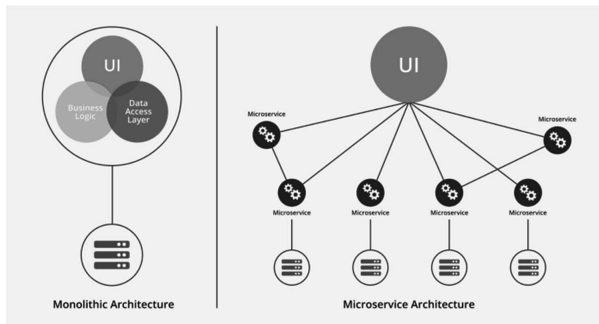 UI
Business
Logic
Data
Access
Layer
Monolithic Architecture
UI
Microservice
Microservice
Microservice
Microservice
Microservice
Microservice
Microservice Architecture